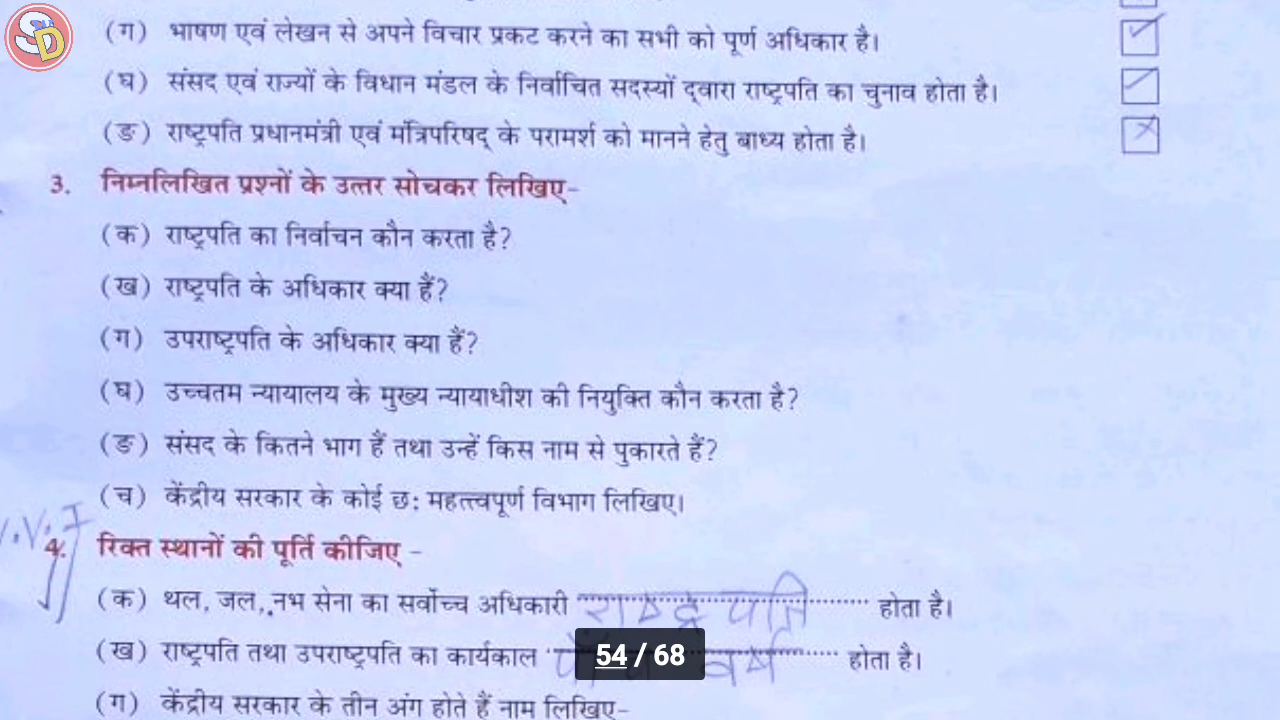 SD
(ग) भाषण एवं लेखन से अपने विचार प्रकट करने का सभी को पूर्ण अधिकार है।
(घ) संसद एवं राज्यों के विधान मंडल के निर्वाचित सदस्यों द्वारा राष्ट्रपति का चुनाव होता है।
(ङ) राष्ट्रपति प्रधानमंत्री एवं मंत्रिपरिषद् के परामर्श को मानने हेतु बाध्य होता है।
3. निम्नलिखित प्रश्नों के उत्तर सोचकर लिखिए-
(क) राष्ट्रपति का निर्वाचन कौन करता है?
(ख) राष्ट्रपति के अधिकार क्या हैं?
(ग) उपराष्ट्रपति के अधिकार क्या हैं?
(घ) उच्चतम न्यायालय के मुख्य न्यायाधीश की नियुक्ति कौन करता है?
(ङ) संसद के कितने भाग हैं तथा उन्हें किस नाम से पुकारते हैं?
(च) केंद्रीय सरकार के कोई छः महत्त्वपूर्ण विभाग लिखिए।
V.V.I
4. रिक्त स्थानों की पूर्ति कीजिए -
(क) थल, जल, नभ सेना का सर्वोच्च अधिकारी राष्ट्रपति होता है।
(ख) राष्ट्रपति तथा उपराष्ट्रपति का कार्यकाल वर्ष होता है।
54 / 68
(ग) केंद्रीय सरकार के तीन अंग होते हैं नाम लिखिए-